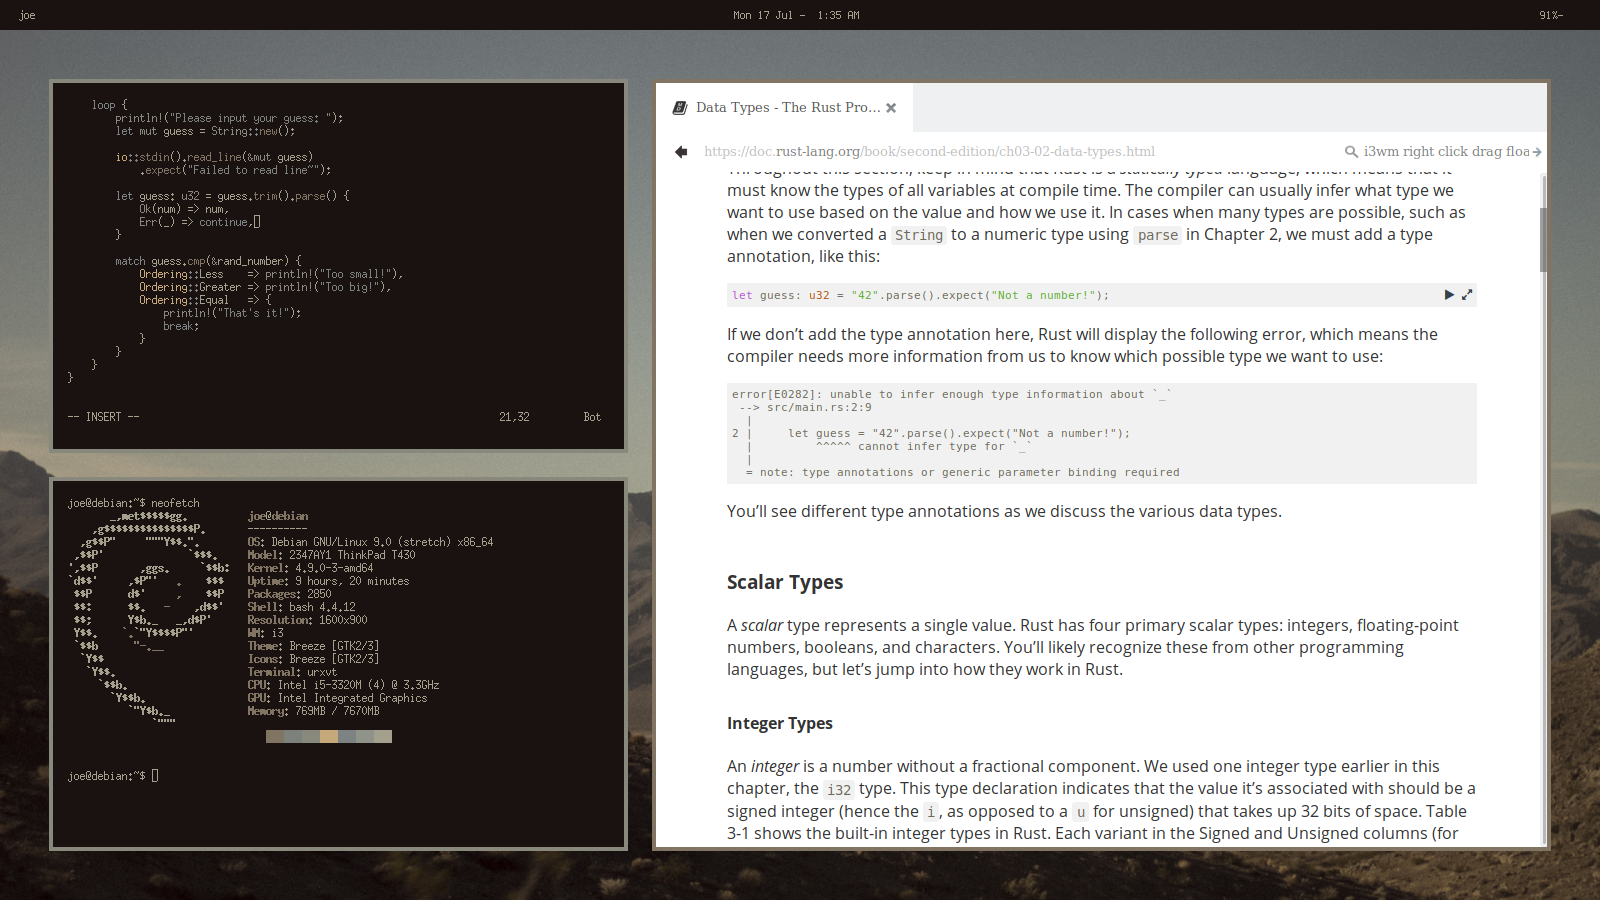 joe
Mon 17 Jul - 1:35 AM
91%-
loop {
println!("Please input your guess: ");
let mut guess = String::new();
io::stdin().read_line(&mut guess)
.expect("Failed to read line~");
let guess: u32 = guess.trim().parse() {
Ok(num) => num,
Err(_) => continue,
}
match guess.cmp(&rand_number) {
Ordering::Less => println!("Too small!"),
Ordering::Greater => println!("Too big!"),
Ordering::Equal => {
println!("That's it!");
break;
}
}
}
}
-- INSERT -- 21,32 Bot
joe@debian:~$ neofetch
joe@debian
----------
OS: Debian GNU/Linux 9.0 (stretch) x86_64
Model: 2347AY1 ThinkPad T430
Kernel: 4.9.0-3-amd64
Uptime: 9 hours, 20 minutes
Packages: 2850
Shell: bash 4.4.12
Resolution: 1600x900
WM: i3
Theme: Breeze [GTK2/3]
Icons: Breeze [GTK2/3]
Terminal: urxvt
CPU: Intel i5-3320M (4) @ 3.3GHz
GPU: Intel Integrated Graphics
Memory: 769MB / 7670MB
joe@debian:~$
Data Types - The Rust Pro...
https://doc.rust-lang.org/book/second-edition/ch03-02-data-types.html
i3wm right click drag floa
Throughout this section, keep in mind that Rust is a statically typed language, which means that it
must know the types of all variables at compile time. The compiler can usually infer what type we
want to use based on the value and how we use it. In cases when many types are possible, such as
when we converted a String to a numeric type using parse in Chapter 2, we must add a type
annotation, like this:
let guess: u32 = "42".parse().expect("Not a number!");
If we don’t add the type annotation here, Rust will display the following error, which means the
compiler needs more information from us to know which possible type we want to use:
error[E0282]: unable to infer enough type information about `_`
--> src/main.rs:2:9
|
2 | let guess = "42".parse().expect("Not a number!");
| ^^^^^ cannot infer type for `_`
|
= note: type annotations or generic parameter binding required
You’ll see different type annotations as we discuss the various data types.
Scalar Types
A scalar type represents a single value. Rust has four primary scalar types: integers, floating-point
numbers, booleans, and characters. You’ll likely recognize these from other programming
languages, but let’s jump into how they work in Rust.
Integer Types
An integer is a number without a fractional component. We used one integer type earlier in this
chapter, the i32 type. This type declaration indicates that the value it’s associated with should be a
signed integer (hence the i, as opposed to a u for unsigned) that takes up 32 bits of space. Table
3-1 shows the built-in integer types in Rust. Each variant in the Signed and Unsigned columns (for